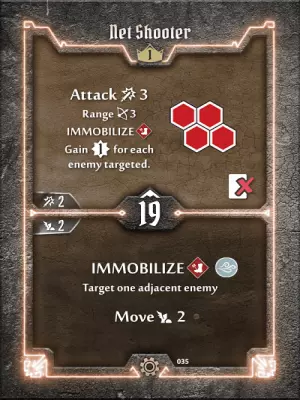 Net Shooter
1
Attack 3
Range 3
IMMOBILIZE
Gain 1 for each
enemy targeted.
2
19
2
IMMOBILIZE
Target one adjacent enemy
Move 2
035